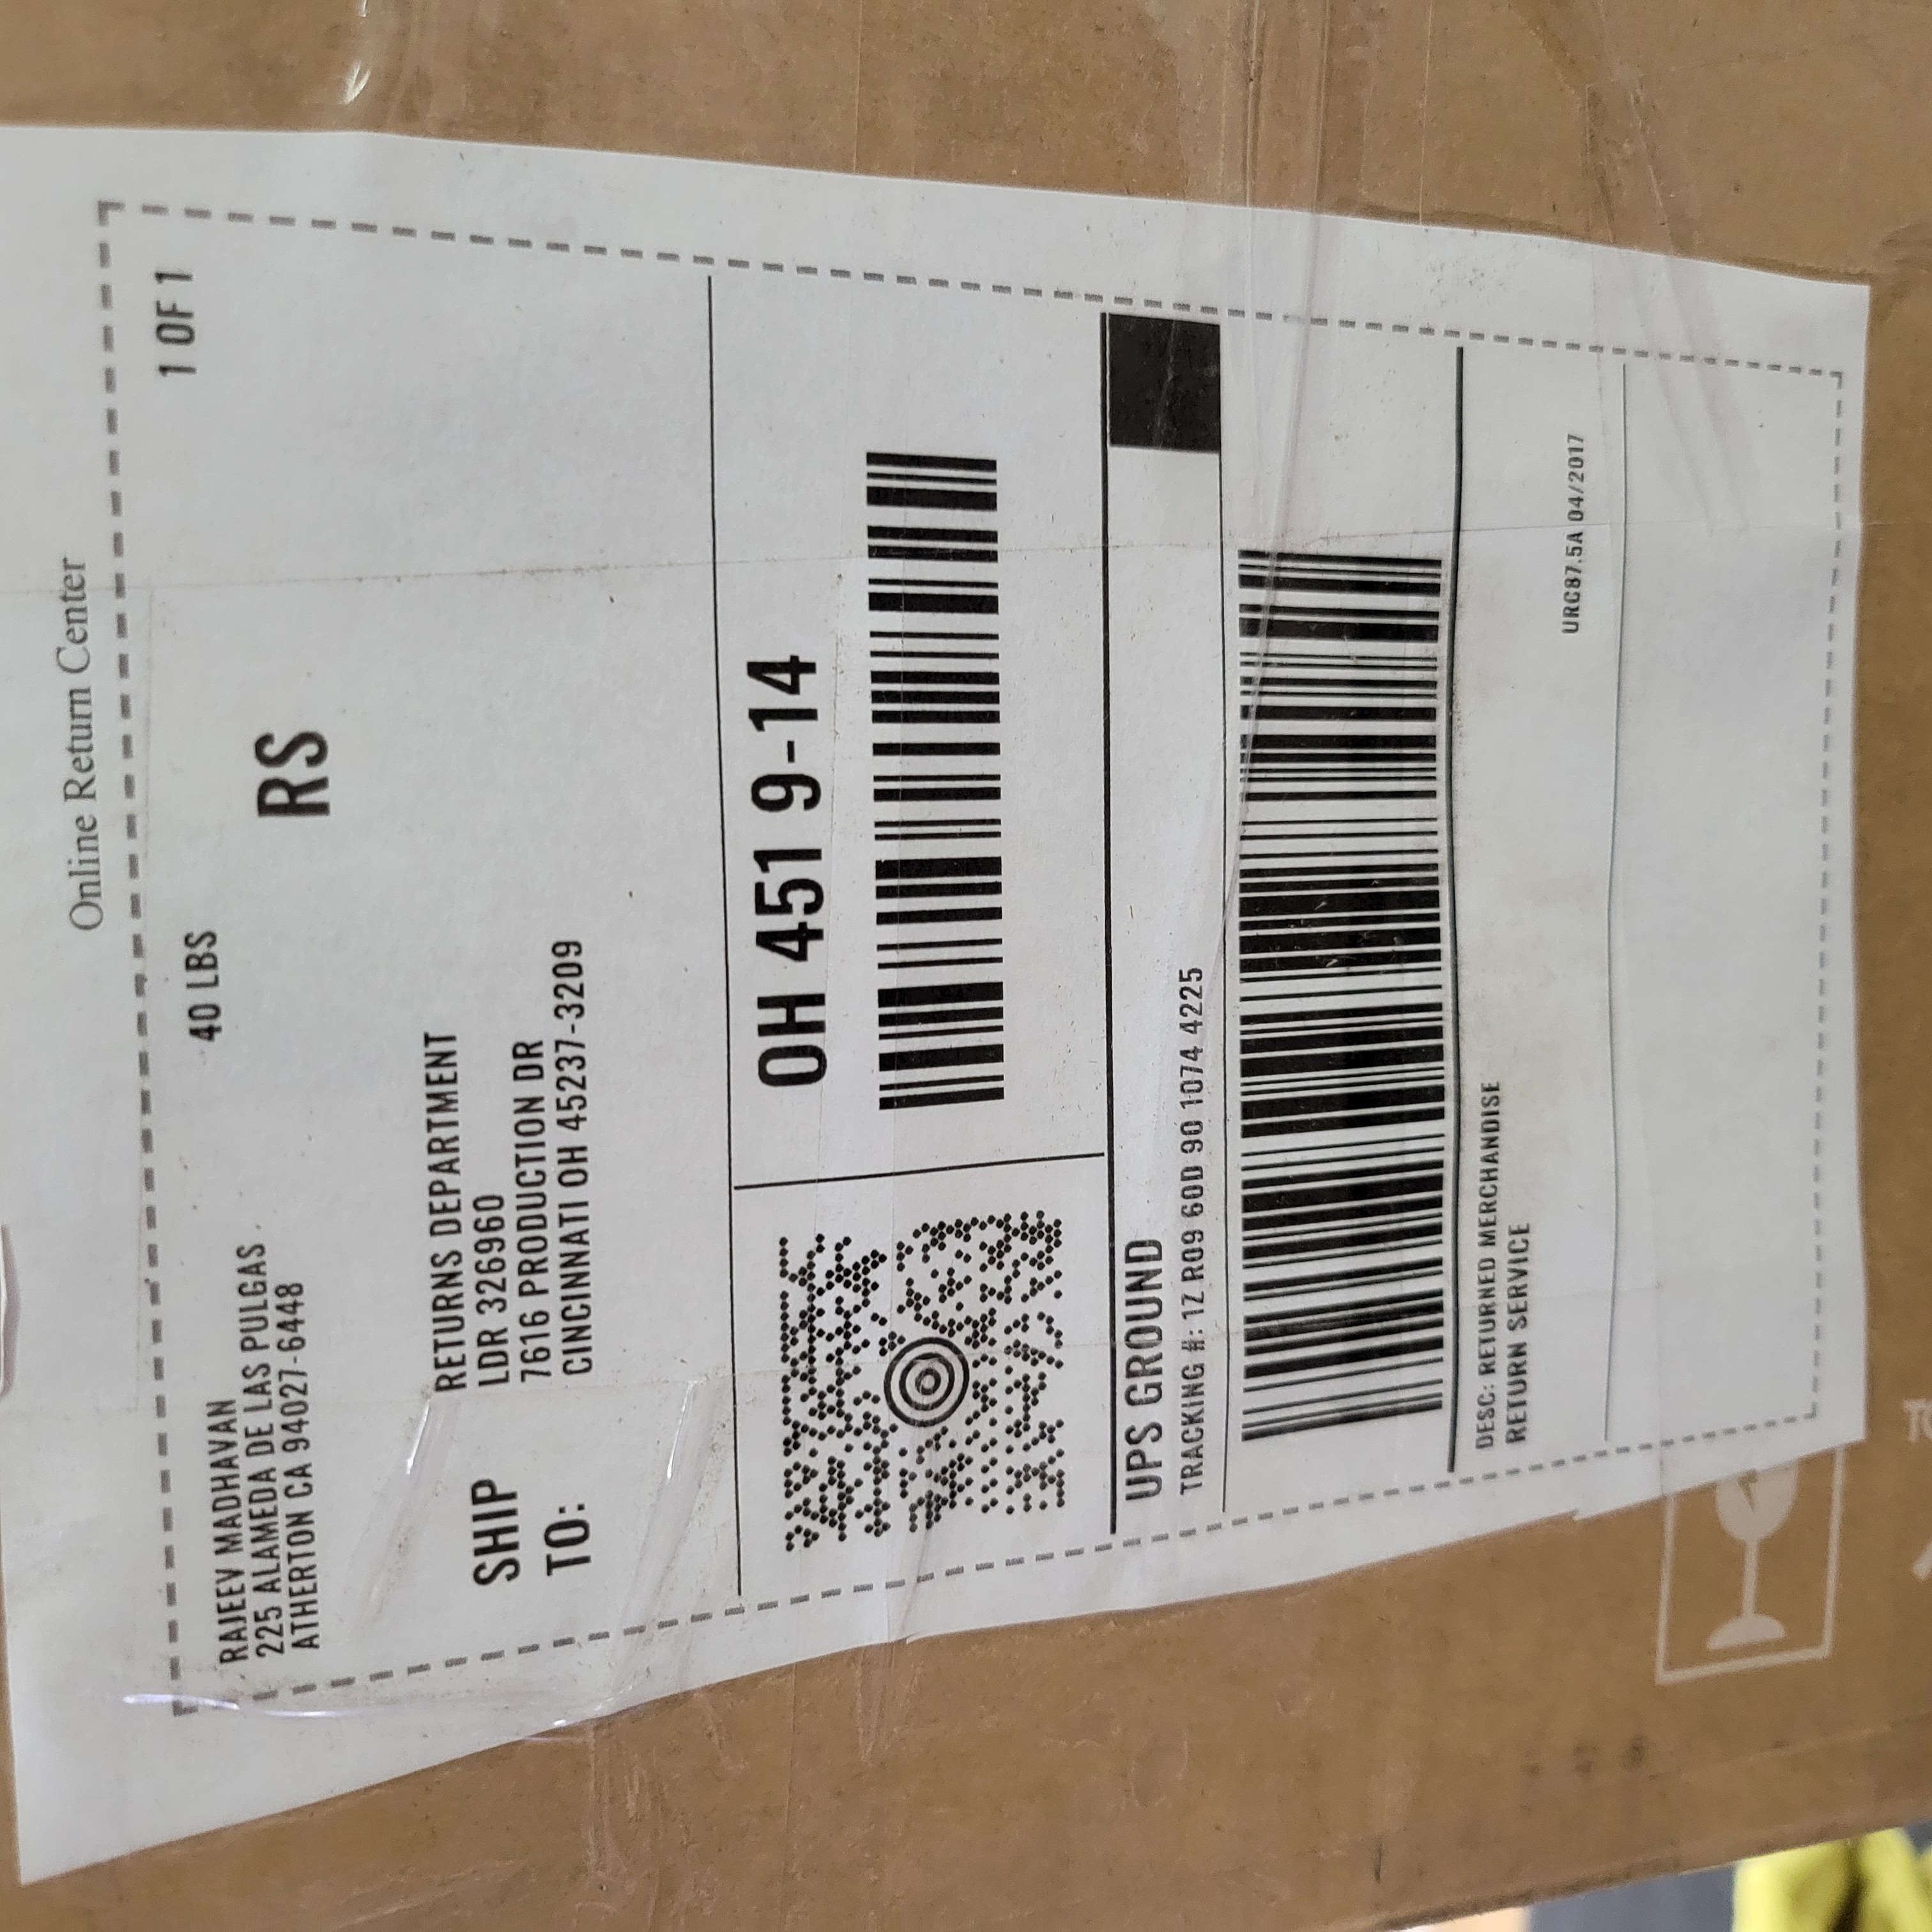 Online Return Center
RAJEEV MADHAVAN
225 ALAMEDA DE LAS PULGAS
ATHERTON CA 94027-6448
40 LBS
1 OF 1
RS
SHIP
TO:
RETURNS DEPARTMENT
LDR 326960
7616 PRODUCTION DR
CINCINNATI OH 45237-3209
OH 451 9-14
UPS GROUND
TRACKING #: 1Z R09 60D 90 1074 4225
DESC: RETURNED MERCHANDISE
RETURN SERVICE
URC87.5A 04/2017